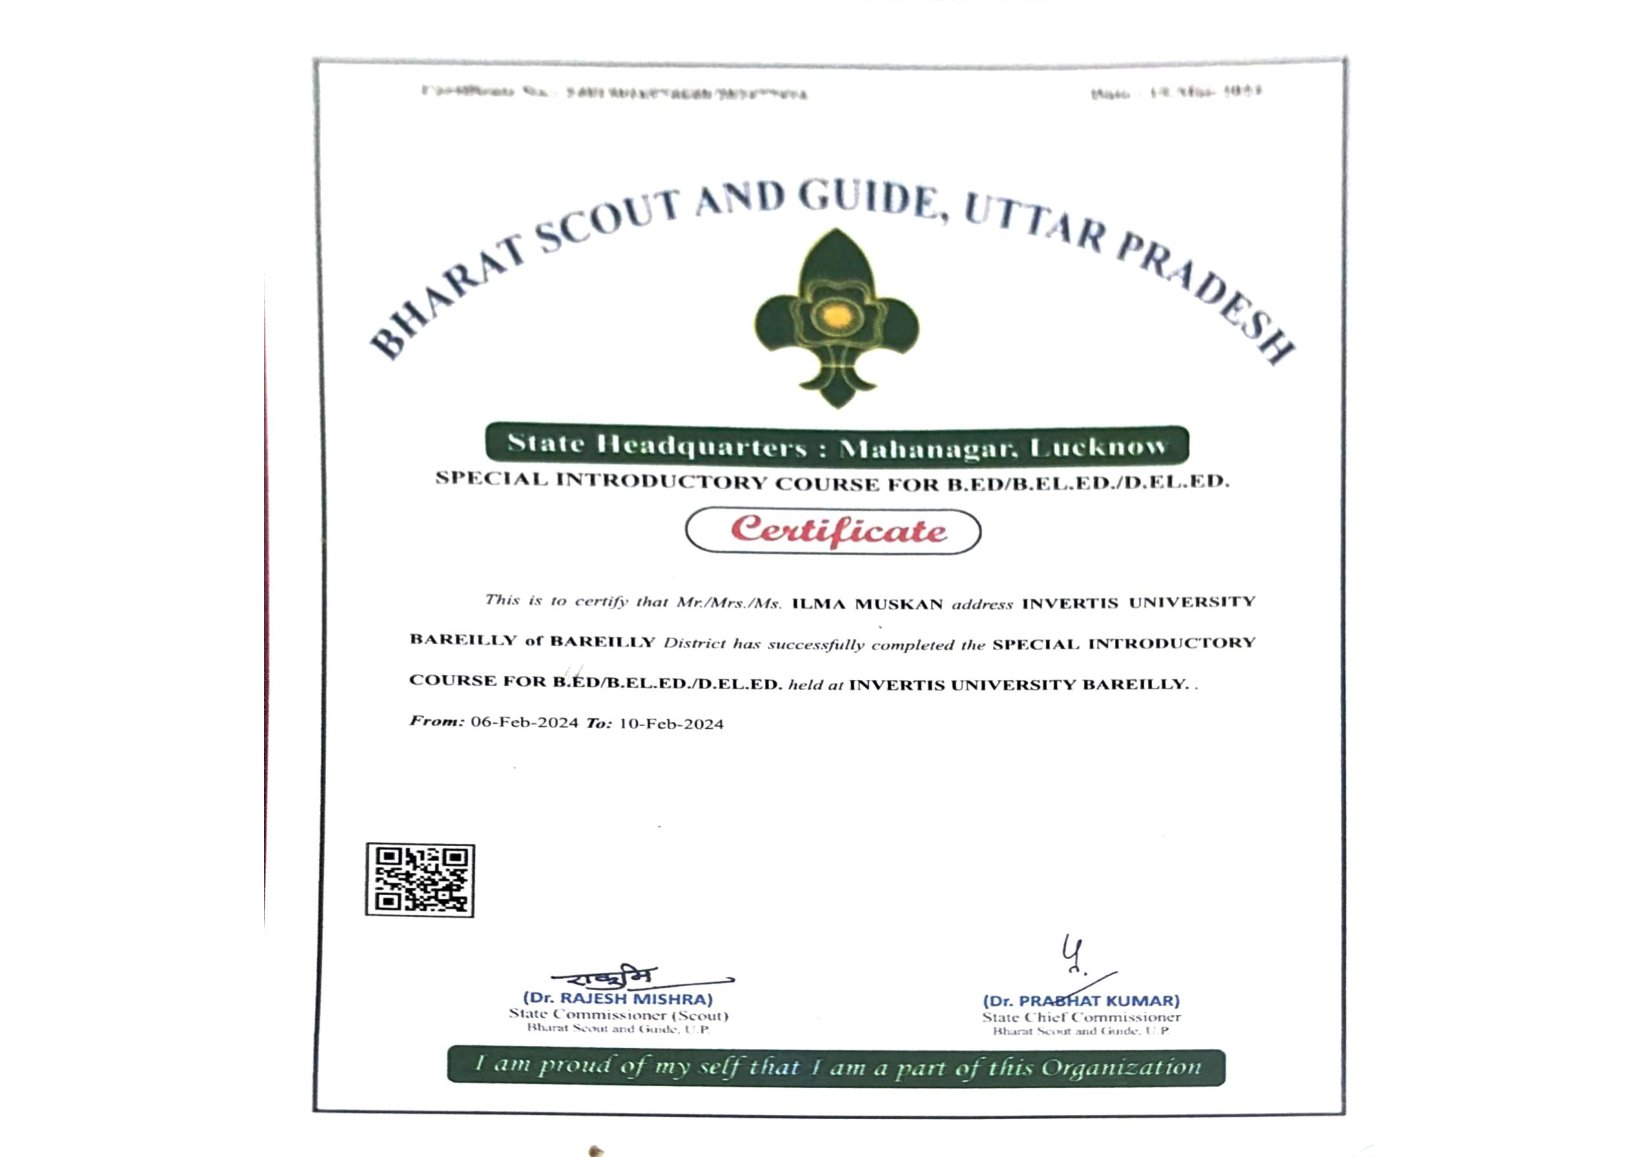 BHARAT SCOUT AND GUIDE, UTTAR PRADESH
State Headquarters : Mahanagar, Lucknow
SPECIAL INTRODUCTORY COURSE FOR B.ED/B.EL.ED./D.EL.ED.
Certificate
This is to certify that Mr./Mrs./Ms. ILMA MUSKAN address INVERTIS UNIVERSITY
BAREILLY of BAREILLY District has successfully completed the SPECIAL INTRODUCTORY
COURSE FOR B.ED/B.EL.ED./D.EL.ED. held at INVERTIS UNIVERSITY BAREILLY. .
From: 06-Feb-2024 To: 10-Feb-2024
(Dr. RAJESH MISHRA)
State Commissioner (Scout)
Bharat Scout and Guide, U.P.
(Dr. PRABHAT KUMAR)
State Chief Commissioner
Bharat Scout and Guide, U.P.
I am proud of my self that I am a part of this Organization